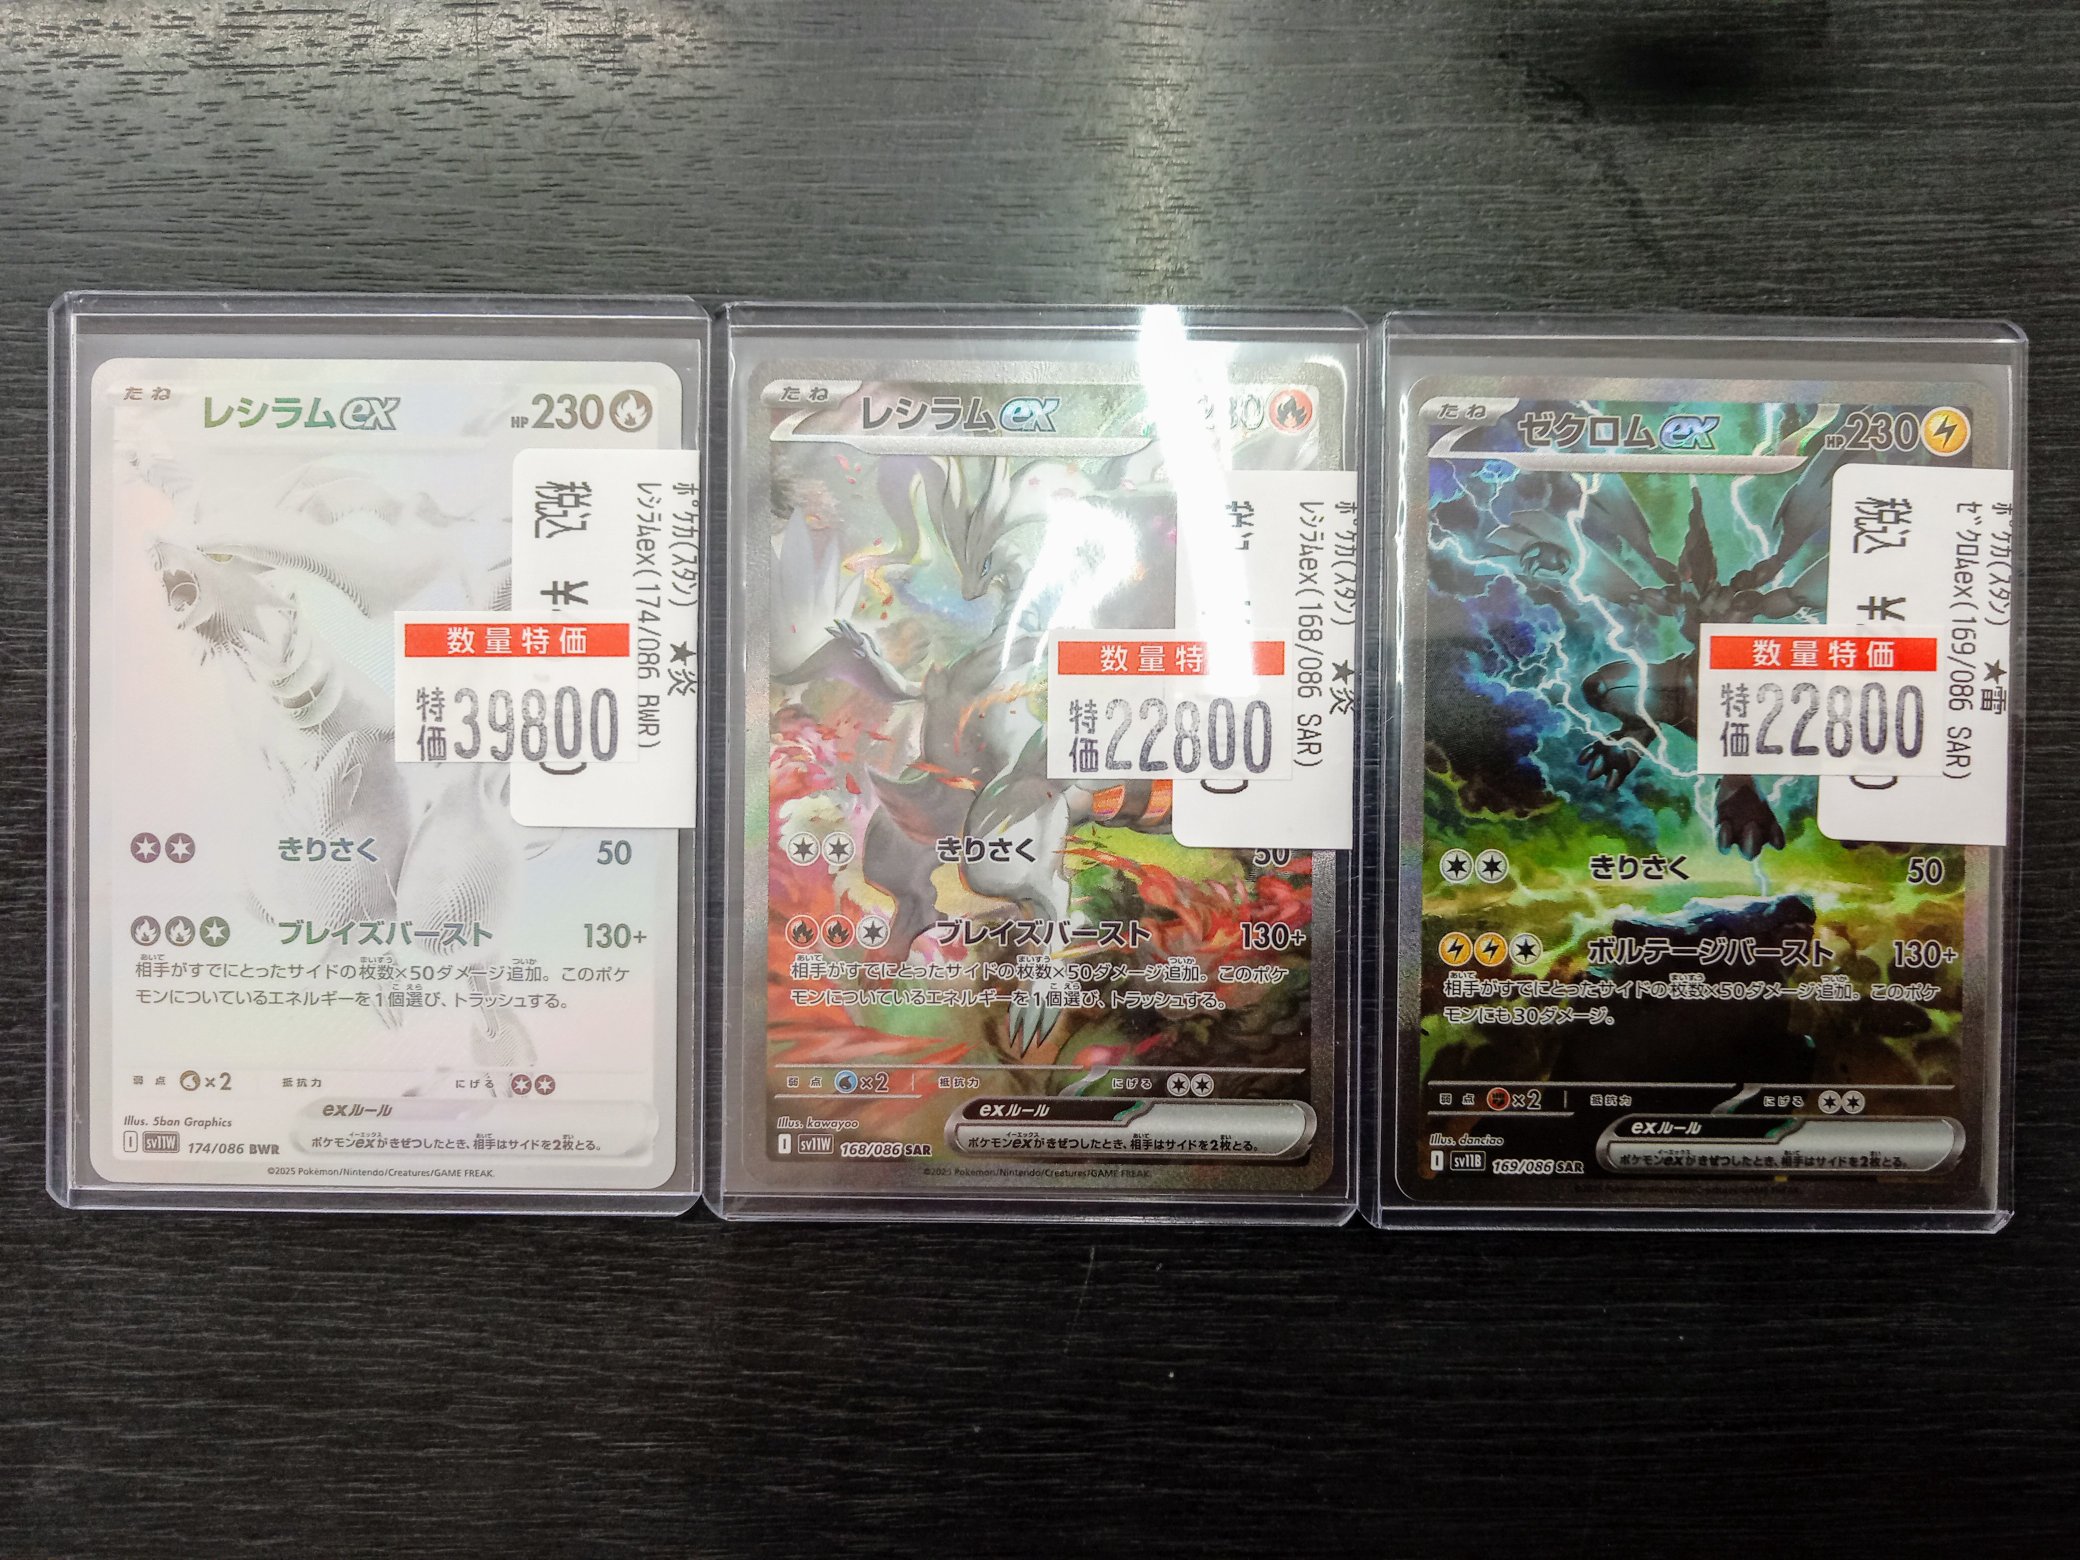 たね
レシラムex
HP230
税込 ¥
ポケカ(スタン) ★炎
レシラムex(174/086 BWR)
数量特価
特価39800
きりさく 50
ブレイズバースト 130+
相手がすでにとったサイドの枚数×50ダメージ追加。このポケ
モンについているエネルギーを1個選び、トラッシュする。
弱点 ×2 抵抗力 にげる
Illus. 5ban Graphics
exルール
ポケモンexがきぜつしたとき、相手はサイドを2枚とる。
I sv11W 174/086 BWR
©2025 Pokémon/Nintendo/Creatures/GAME FREAK.
たね
レシラムex
ポケカ(スタン) ★炎
レシラムex(168/086 SAR)
数量特
特価22800
きりさく 50
ブレイズバースト 130+
相手がすでにとったサイドの枚数×50ダメージ追加。このポケ
モンについているエネルギーを1個選び、トラッシュする。
弱点 ×2 抵抗力 にげる
Illus. kawayoo
exルール
ポケモンexがきぜつしたとき、相手はサイドを2枚とる。
I sv11W 168/086 SAR
©2025 Pokémon/Nintendo/Creatures/GAME FREAK.
たね
ゼクロムex
HP230
税込 ¥
ポケカ(スタン) ★雷
ゼクロムex(169/086 SAR)
数量特価
特価22800
きりさく 50
ボルテージバースト 130+
相手がすでにとったサイドの枚数×50ダメージ追加。このポケ
モンにも30ダメージ。
弱点 ×2 抵抗力 にげる
Illus. danciao
exルール
ポケモンexがきぜつしたとき、相手はサイドを2枚とる。
I sv11B 169/086 SAR